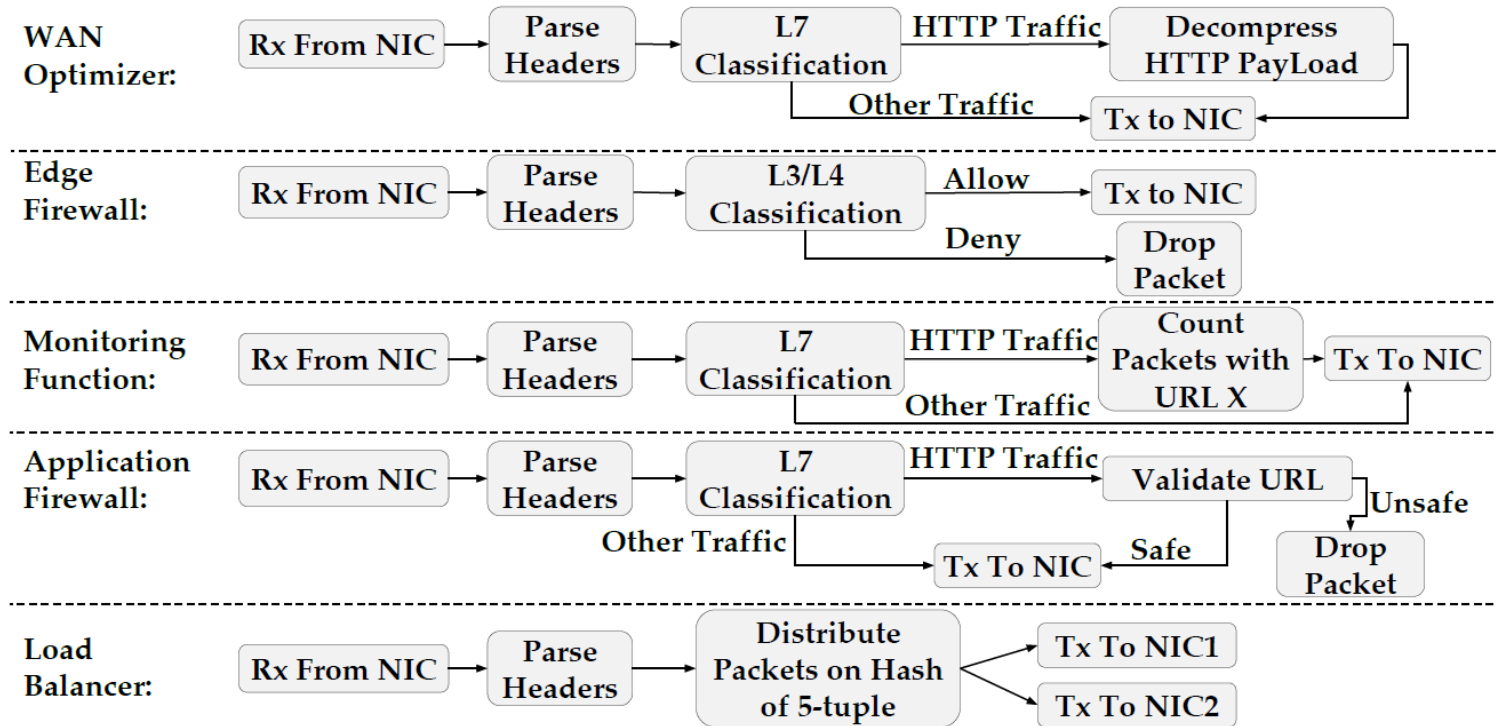 WAN
Optimizer:
Rx From NIC
Parse
Headers
L7
Classification
HTTP Traffic
Decompress
HTTP PayLoad
Other Traffic
Tx to NIC
Edge
Firewall:
Rx From NIC
Parse
Headers
L3/L4
Classification
Allow
Tx to NIC
Deny
Drop
Packet
Monitoring
Function:
Rx From NIC
Parse
Headers
L7
Classification
HTTP Traffic
Count
Packets with
URL X
Tx To NIC
Other Traffic
Application
Firewall:
Rx From NIC
Parse
Headers
L7
Classification
HTTP Traffic
Validate URL
Unsafe
Other Traffic
Tx To NIC
Safe
Drop
Packet
Load
Balancer:
Rx From NIC
Parse
Headers
Distribute
Packets on Hash
of 5-tuple
Tx To NIC1
Tx To NIC2